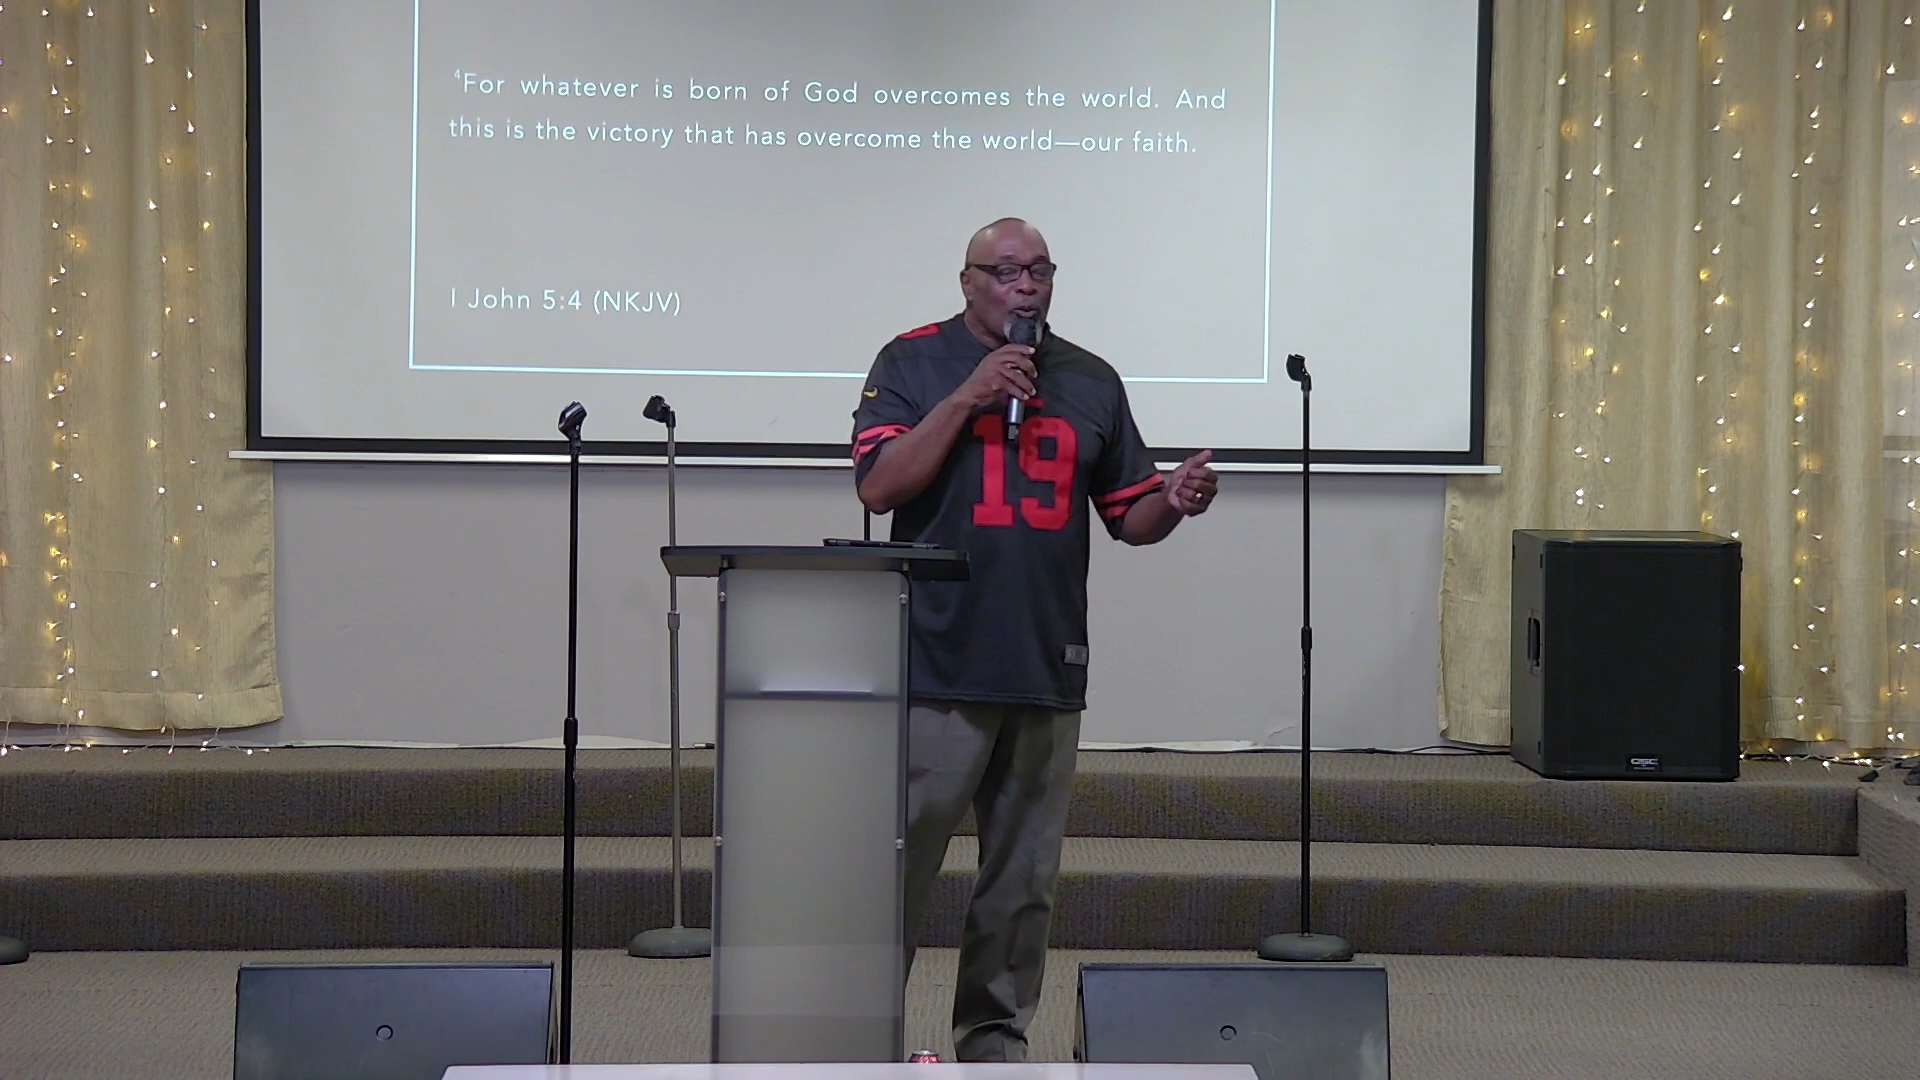 ⁴For whatever is born of God overcomes the world. And
this is the victory that has overcome the world—our faith.
I John 5:4 (NKJV)
19
QSC